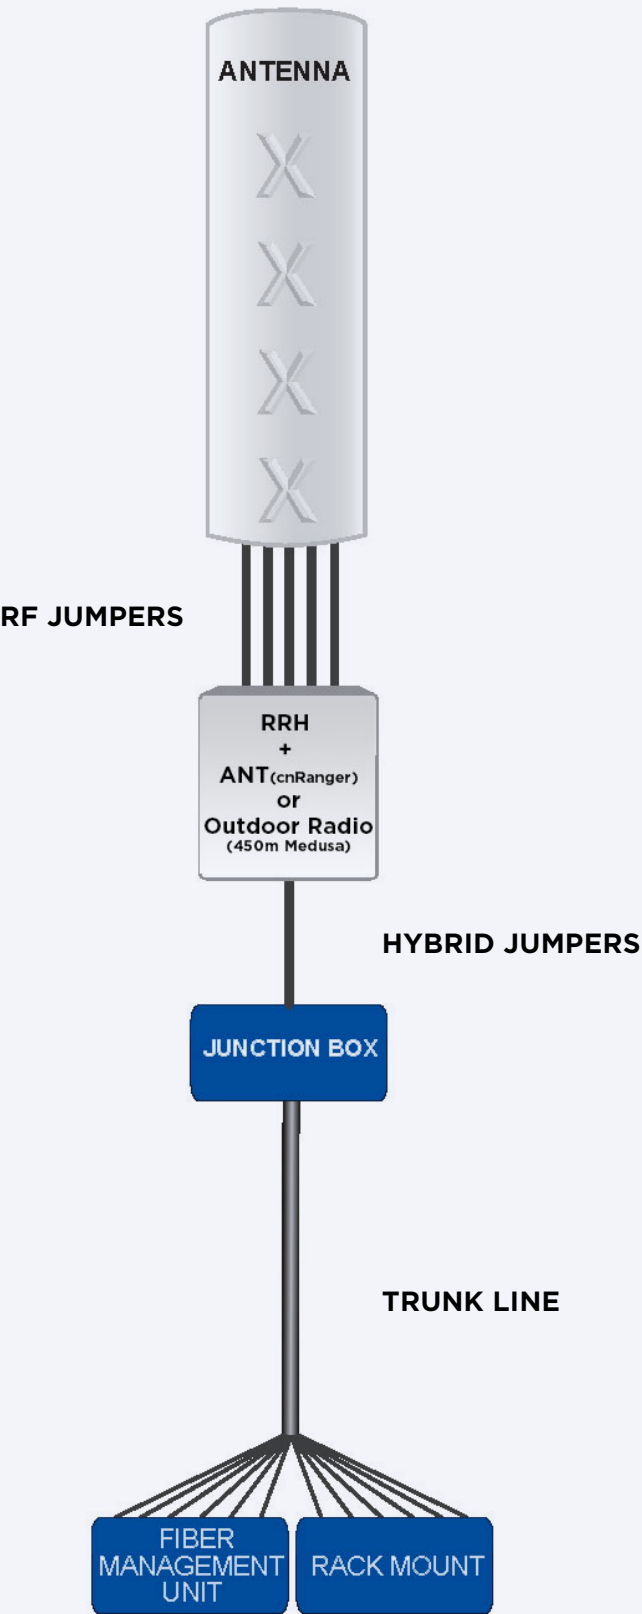 ANTENNA
X
X
X
X
RF JUMPERS
RRH
+
ANT(cnRanger)
or
Outdoor Radio
(450m Medusa)
HYBRID JUMPERS
JUNCTION BOX
TRUNK LINE
FIBER
MANAGEMENT
UNIT
RACK MOUNT